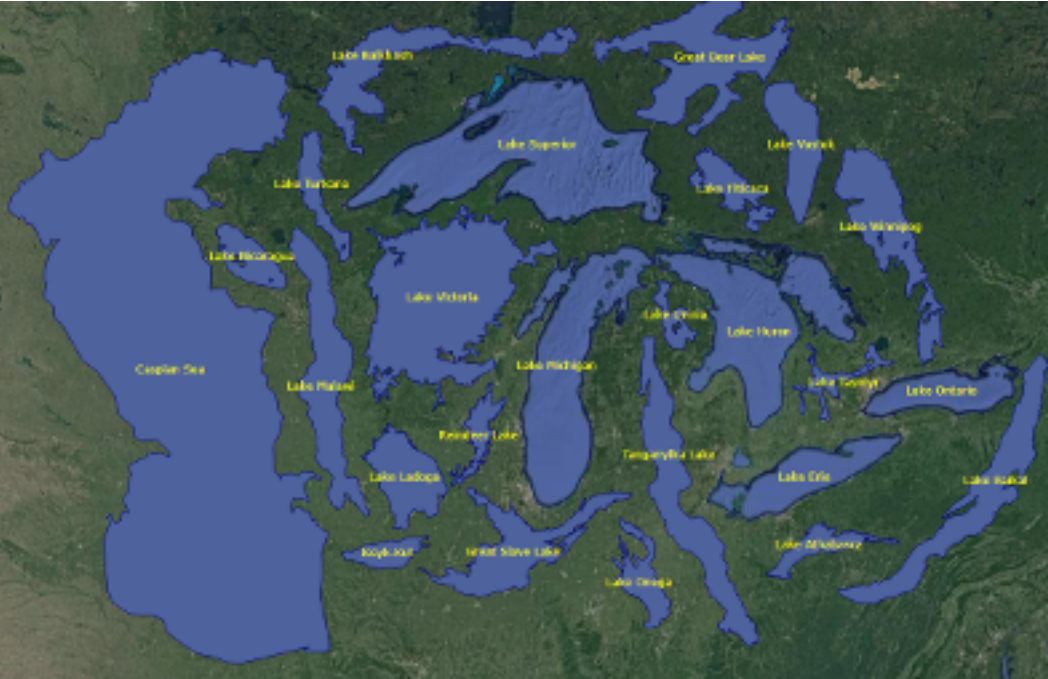 Lake Balkhash
Great Bear Lake
Lake Superior
Lake Vostok
Lake Turkana
Lake Titicaca
Lake Winnipeg
Lake Nicaragua
Lake Victoria
Lake Huron
Lake Michigan
Caspian Sea
Lake Malawi
Lake Taymyr
Lake Ontario
Reindeer Lake
Tanganyika Lake
Lake Ladoga
Lake Erie
Lake Baikal
Lake Athabasca
Great Slave Lake
Lake Onega